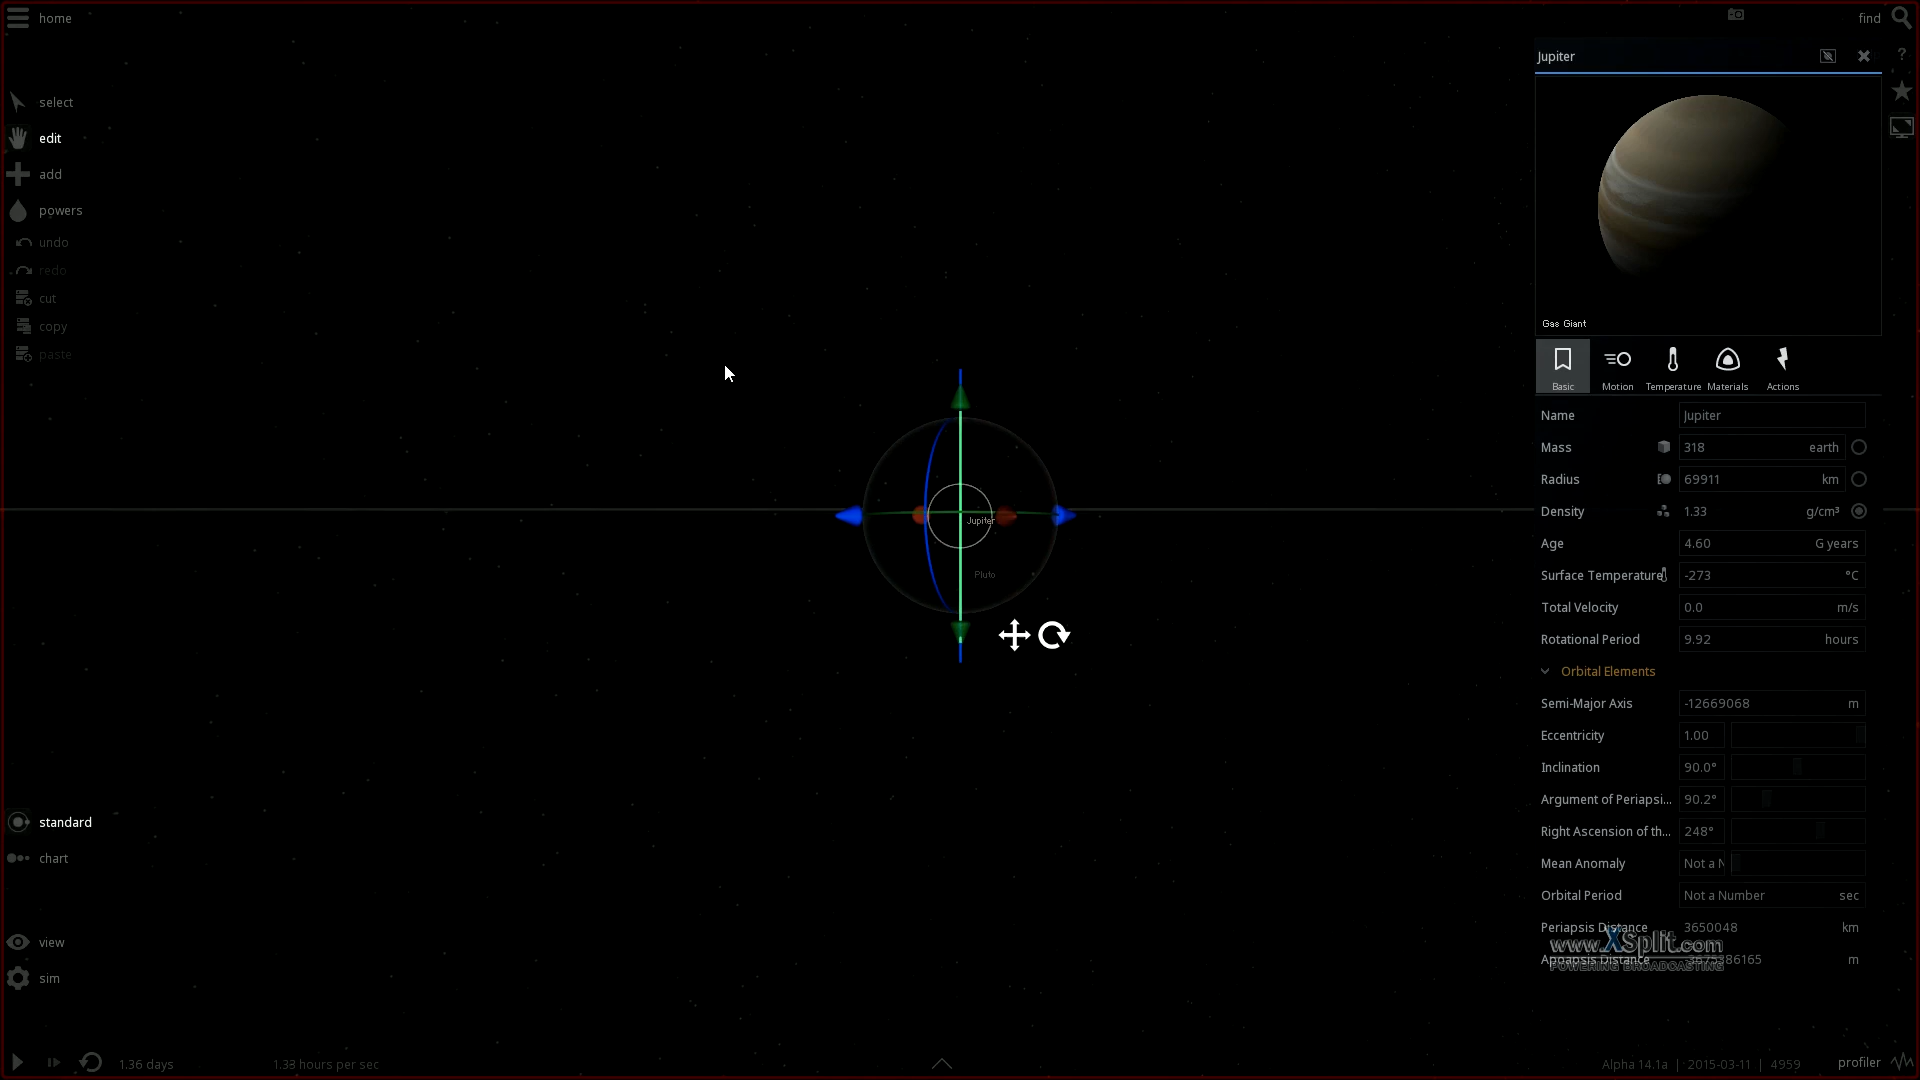 home
find
select
edit
add
powers
undo
redo
cut
copy
paste
Jupiter
Pluto
standard
chart
view
sim
1.36 days
1.33 hours per sec
Jupiter
?
Gas Giant
Basic Motion Temperature Materials Actions
Name Jupiter
Mass 318 earth
Radius 69911 km
Density 1.33 g/cm³
Age 4.60 G years
Surface Temperature -273 °C
Total Velocity 0.0 m/s
Rotational Period 9.92 hours
Orbital Elements
Semi-Major Axis -12669068 m
Eccentricity 1.00
Inclination 90.0°
Argument of Periapsi... 90.2°
Right Ascension of th... 248°
Mean Anomaly Not a N
Orbital Period Not a Number sec
Periapsis Distance 3650048 km
www.XSplit.com
Apoapsis Distance m
POWERING BROADCASTING
Alpha 14.1a | 2015-03-11 | 4959
profiler